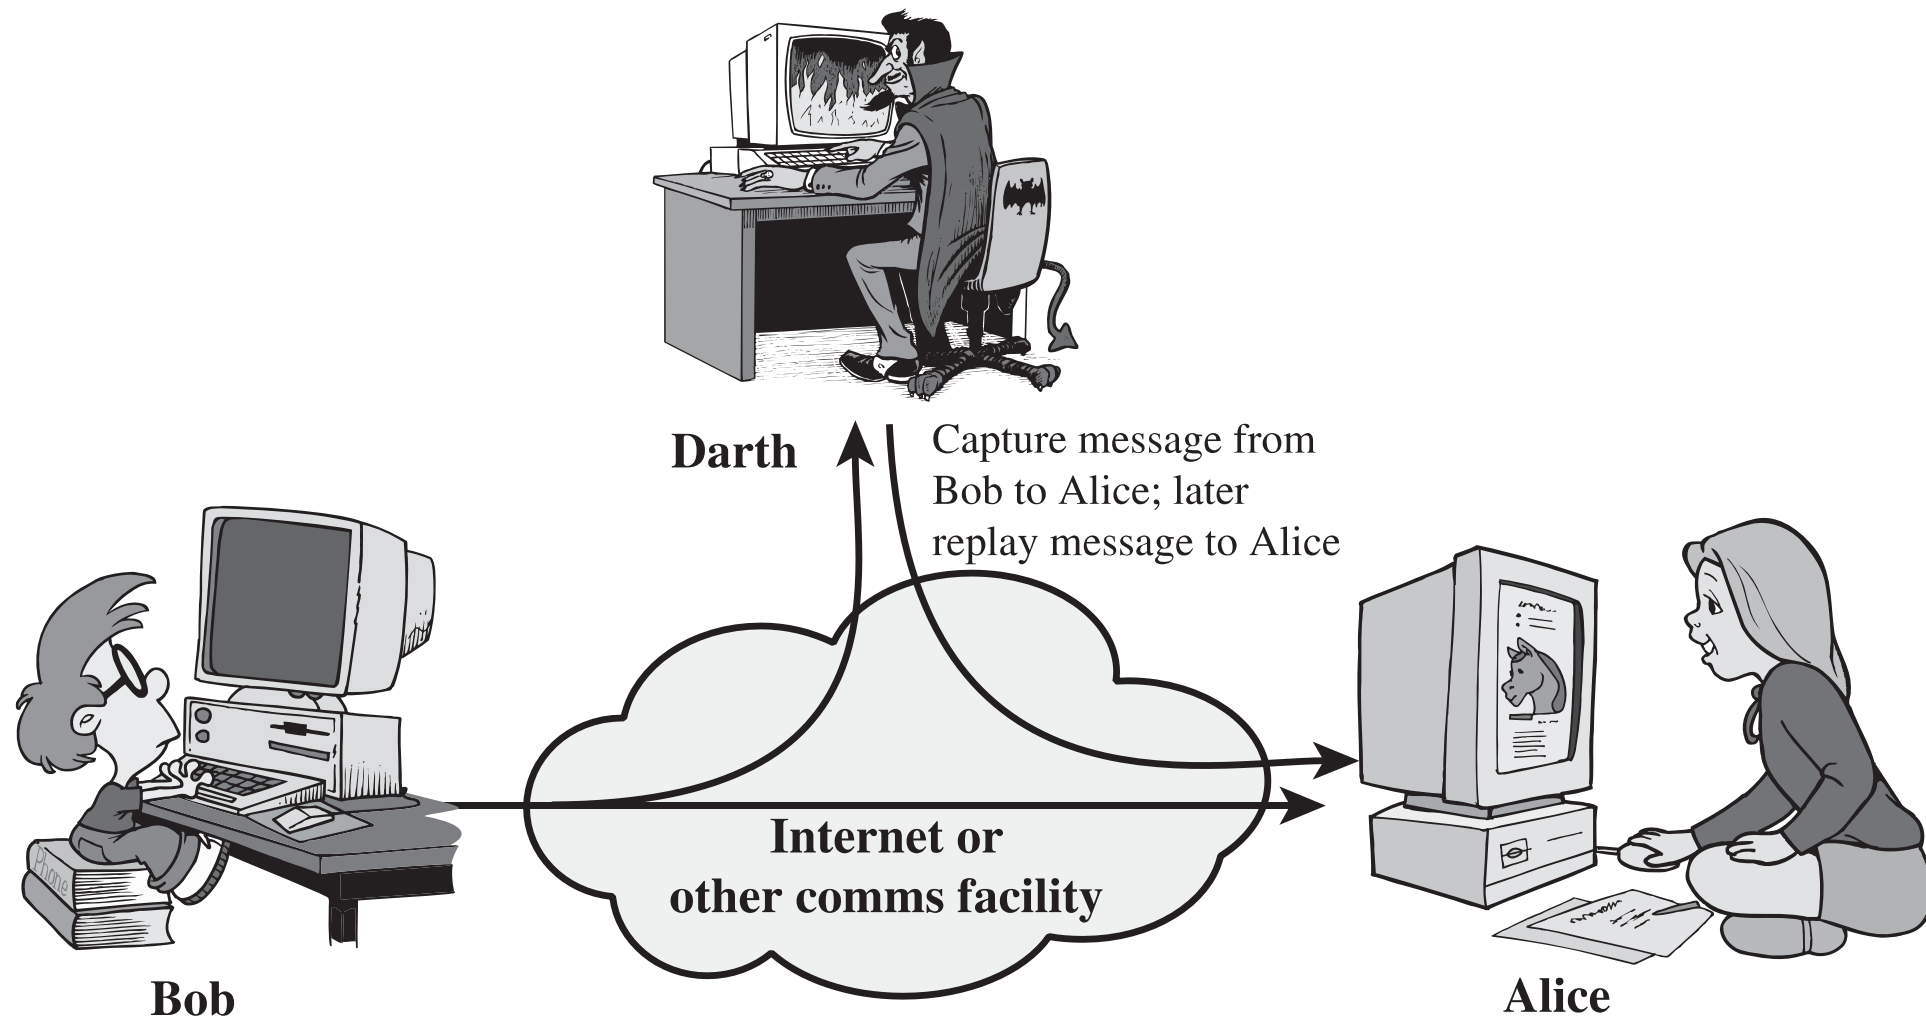 Darth
Capture message from
Bob to Alice; later
replay message to Alice
Phone
Internet or
other comms facility
Bob
Alice